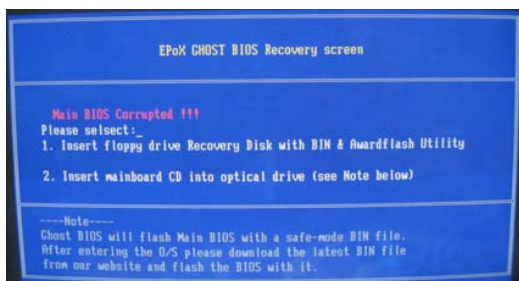 EPoX GHOST BIOS Recovery screen
Main BIOS Corrupted !!!
Please selsect:_
1. Insert floppy drive Recovery Disk with BIN & Awardflash Utility
2. Insert mainboard CD into optical drive (see Note below)
----Note----
Ghost BIOS will flash Main BIOS with a safe-mode BIN file.
After entering the O/S please download the latest BIN file
from our website and flash the BIOS with it.